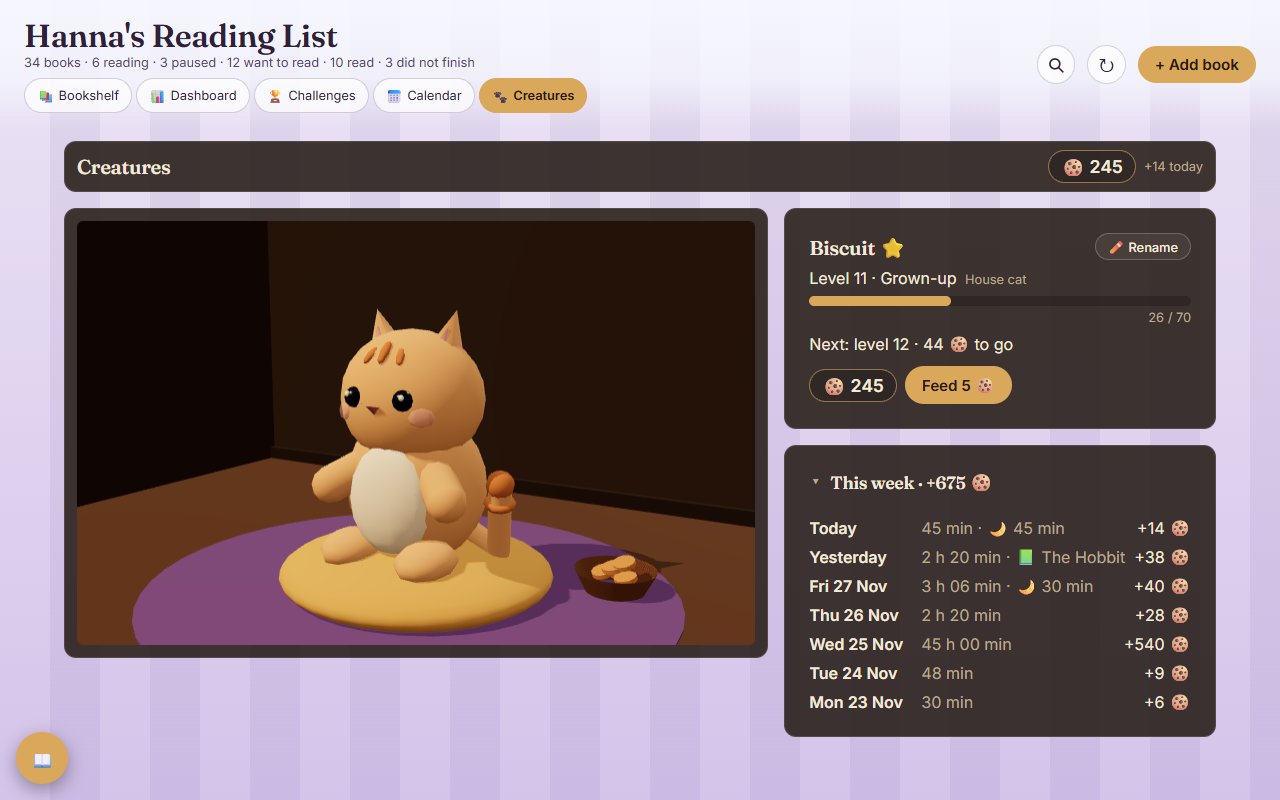 Hanna's Reading List
34 books · 6 reading · 3 paused · 12 want to read · 10 read · 3 did not finish
Bookshelf
Dashboard
Challenges
Calendar
Creatures
+ Add book
Creatures
245
+14 today
Biscuit
Rename
Level 11 · Grown-up House cat
26 / 70
Next: level 12 · 44 to go
245
Feed 5
This week · +675
Today 45 min · 45 min +14
Yesterday 2 h 20 min · The Hobbit +38
Fri 27 Nov 3 h 06 min · 30 min +40
Thu 26 Nov 2 h 20 min +28
Wed 25 Nov 45 h 00 min +540
Tue 24 Nov 48 min +9
Mon 23 Nov 30 min +6